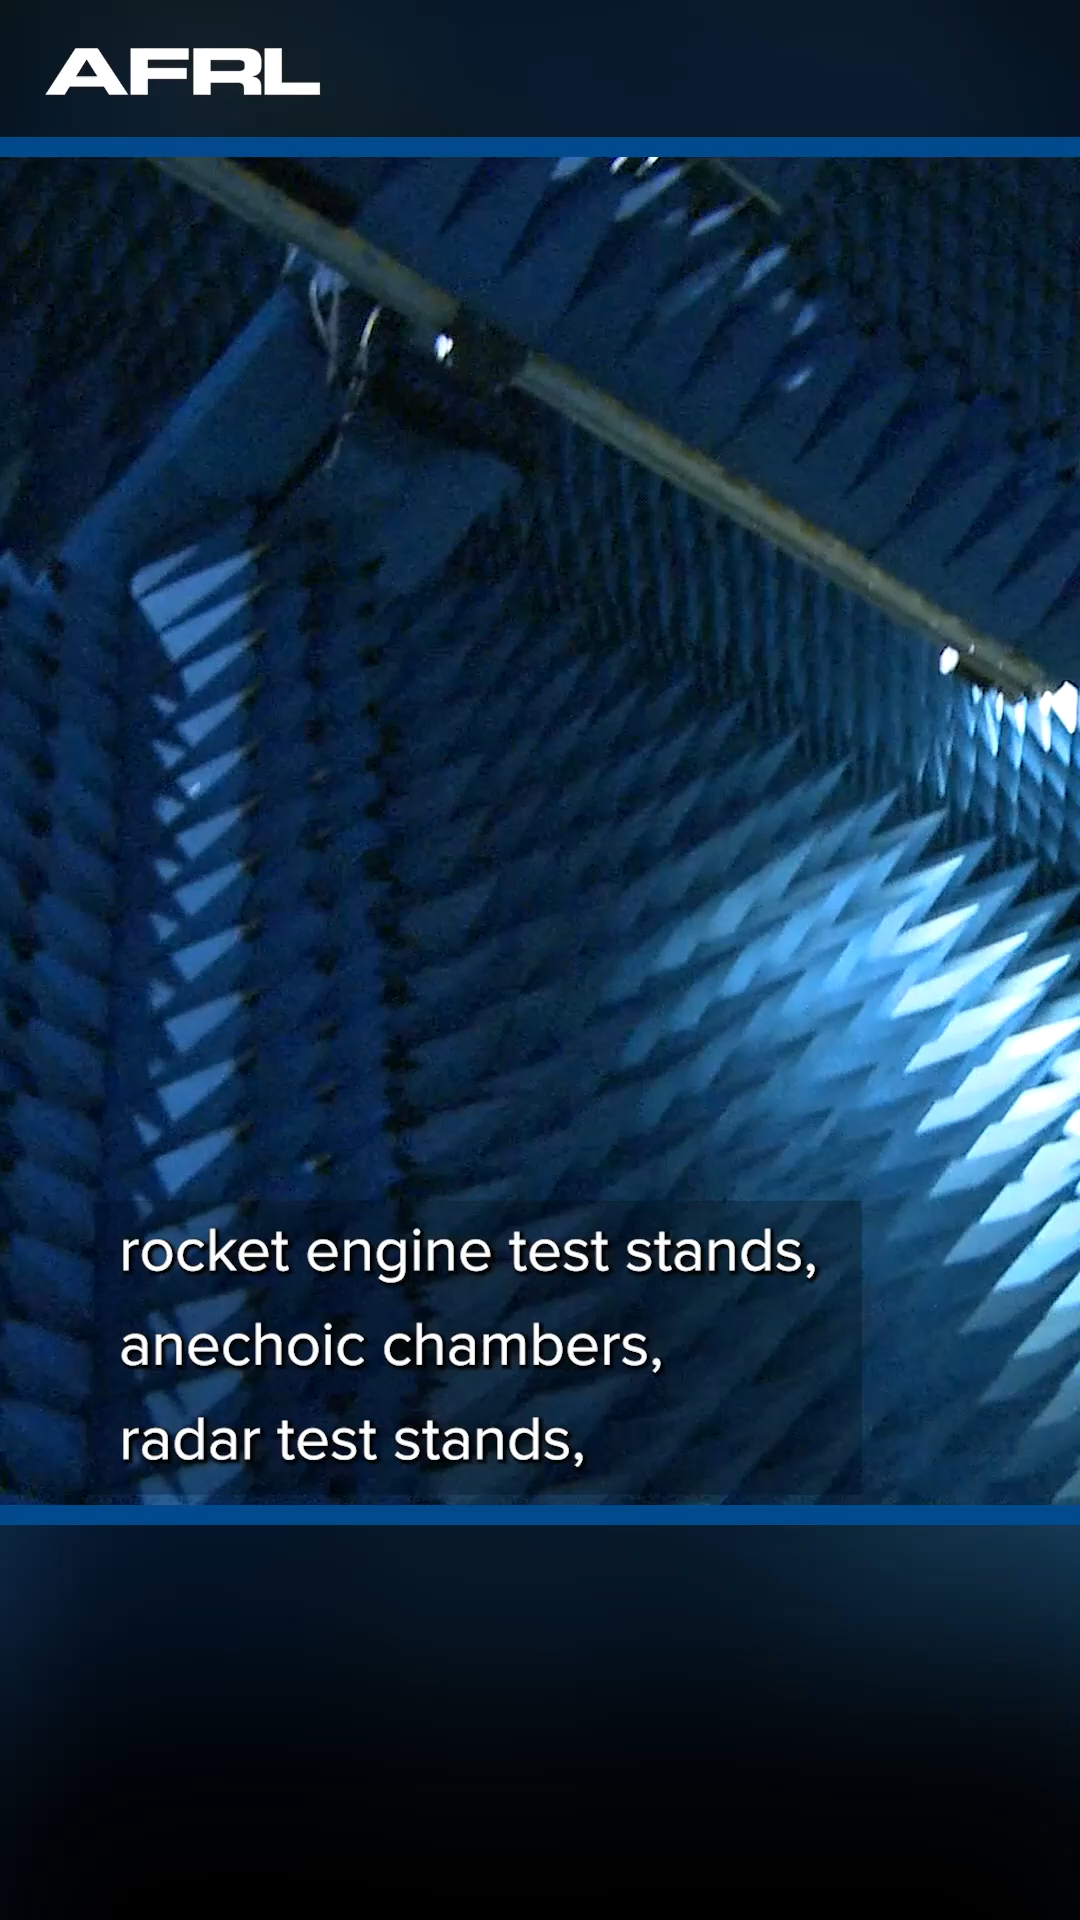 AFRL
rocket engine test stands,
anechoic chambers,
radar test stands,